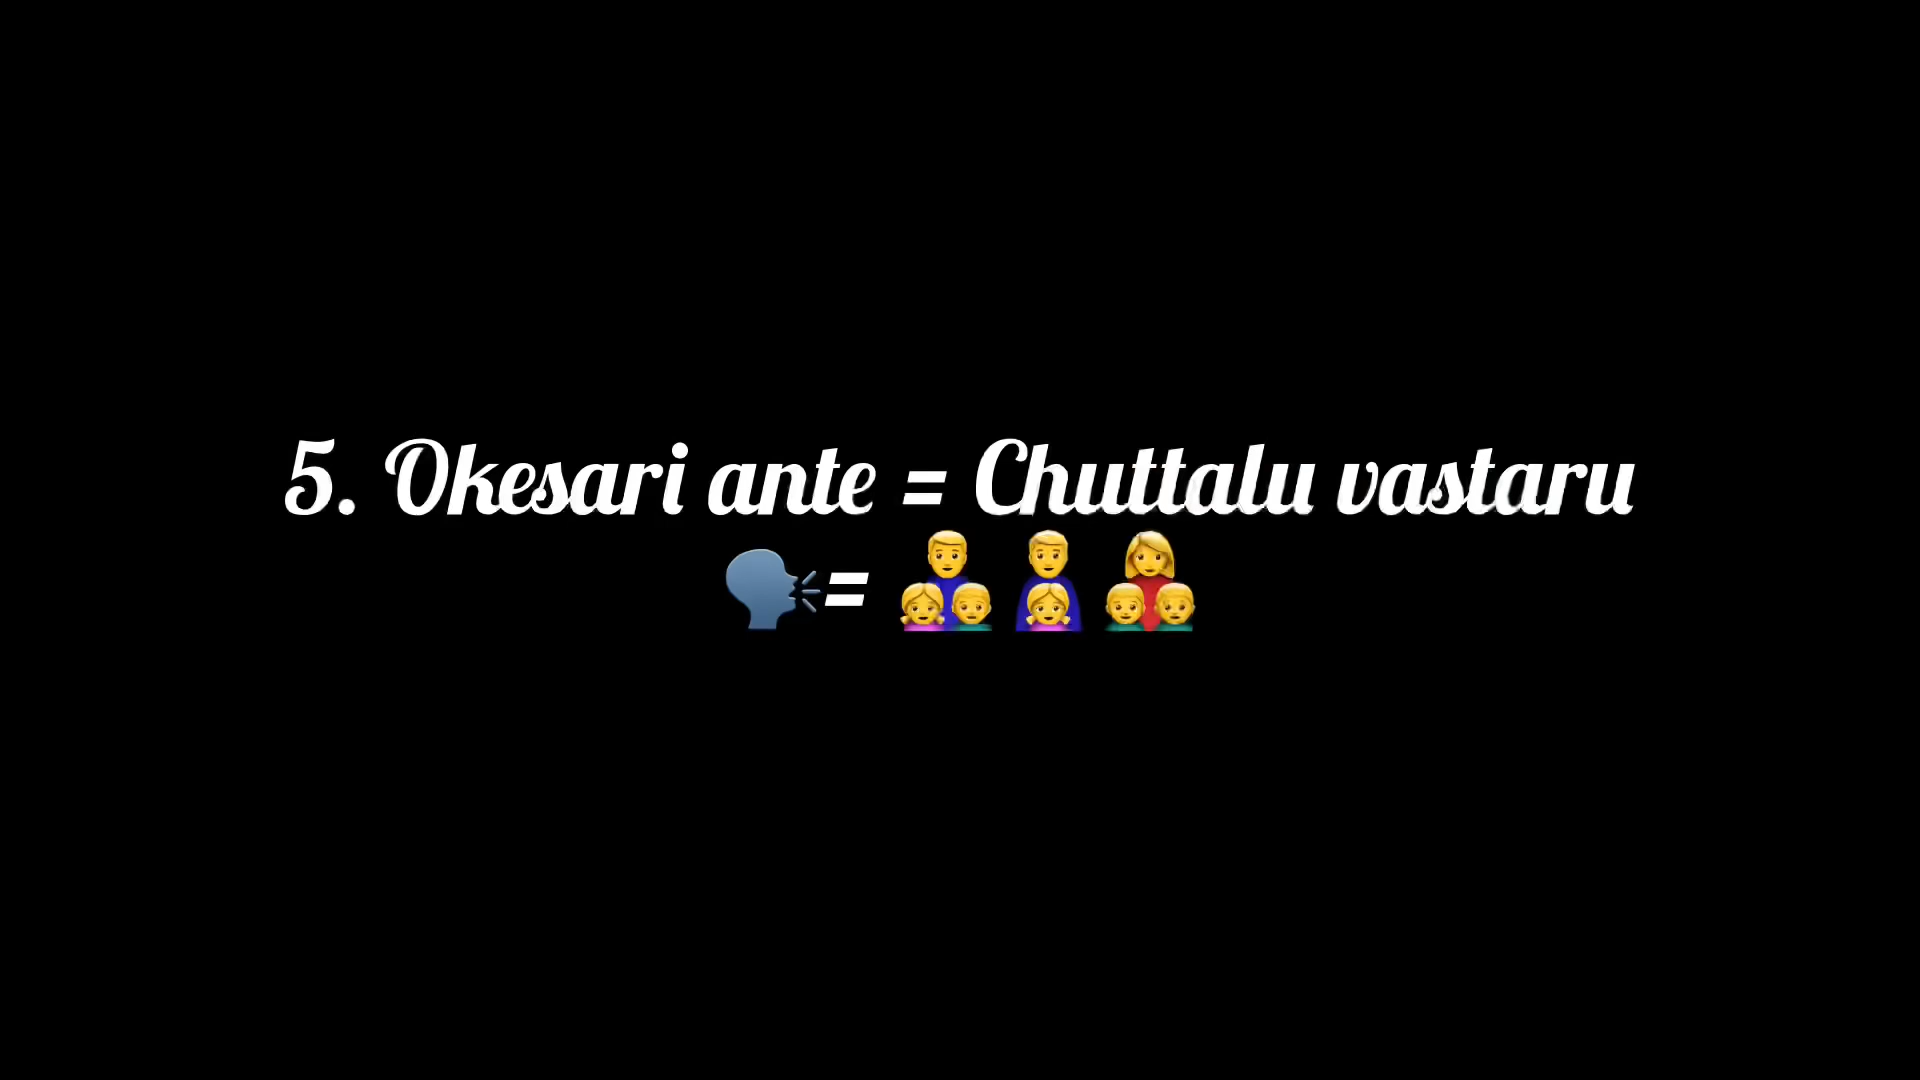 5. Okesari ante = Chuttalu vastaru
🗣️= 👨‍👧‍👦 👨‍👧 👩‍👦‍👦